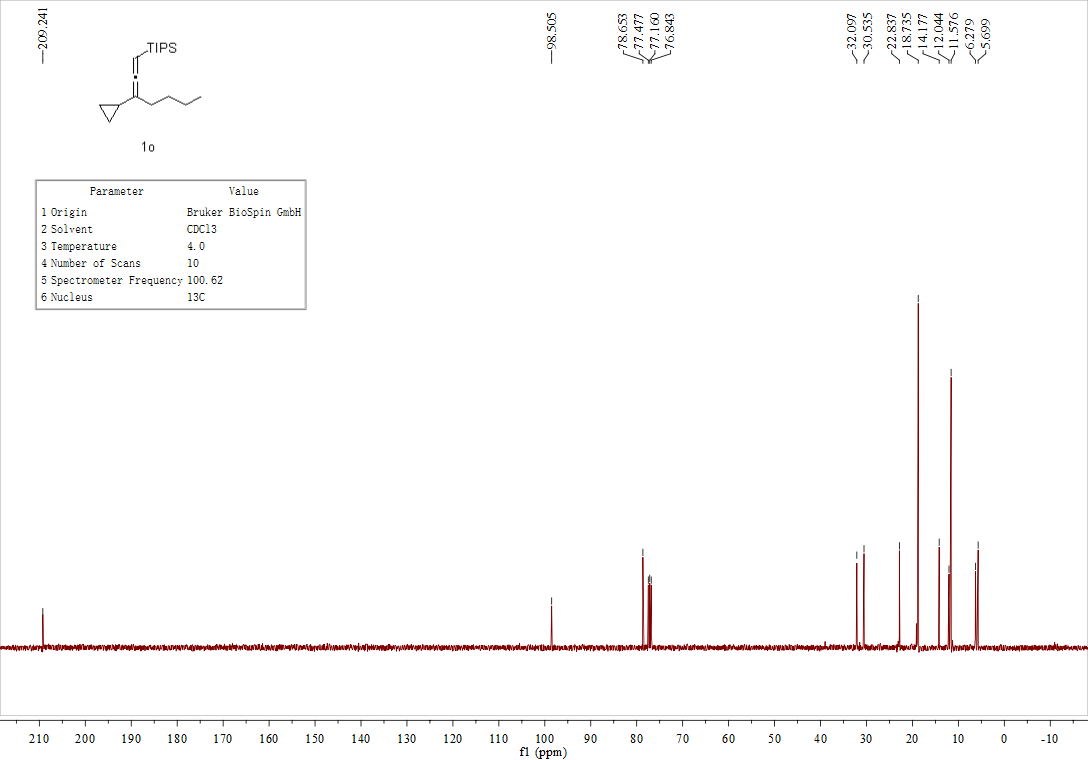 209.241
98.505
78.653
77.477
77.160
76.843
32.097
30.535
22.837
18.735
14.177
12.044
11.576
6.279
5.699
TIPS
1o
Parameter Value
1 Origin Bruker BioSpin GmbH
2 Solvent CDCl3
3 Temperature 4.0
4 Number of Scans 10
5 Spectrometer Frequency 100.62
6 Nucleus 13C
210 200 190 180 170 160 150 140 130 120 110 100 90 80 70 60 50 40 30 20 10 0 -10
f1 (ppm)